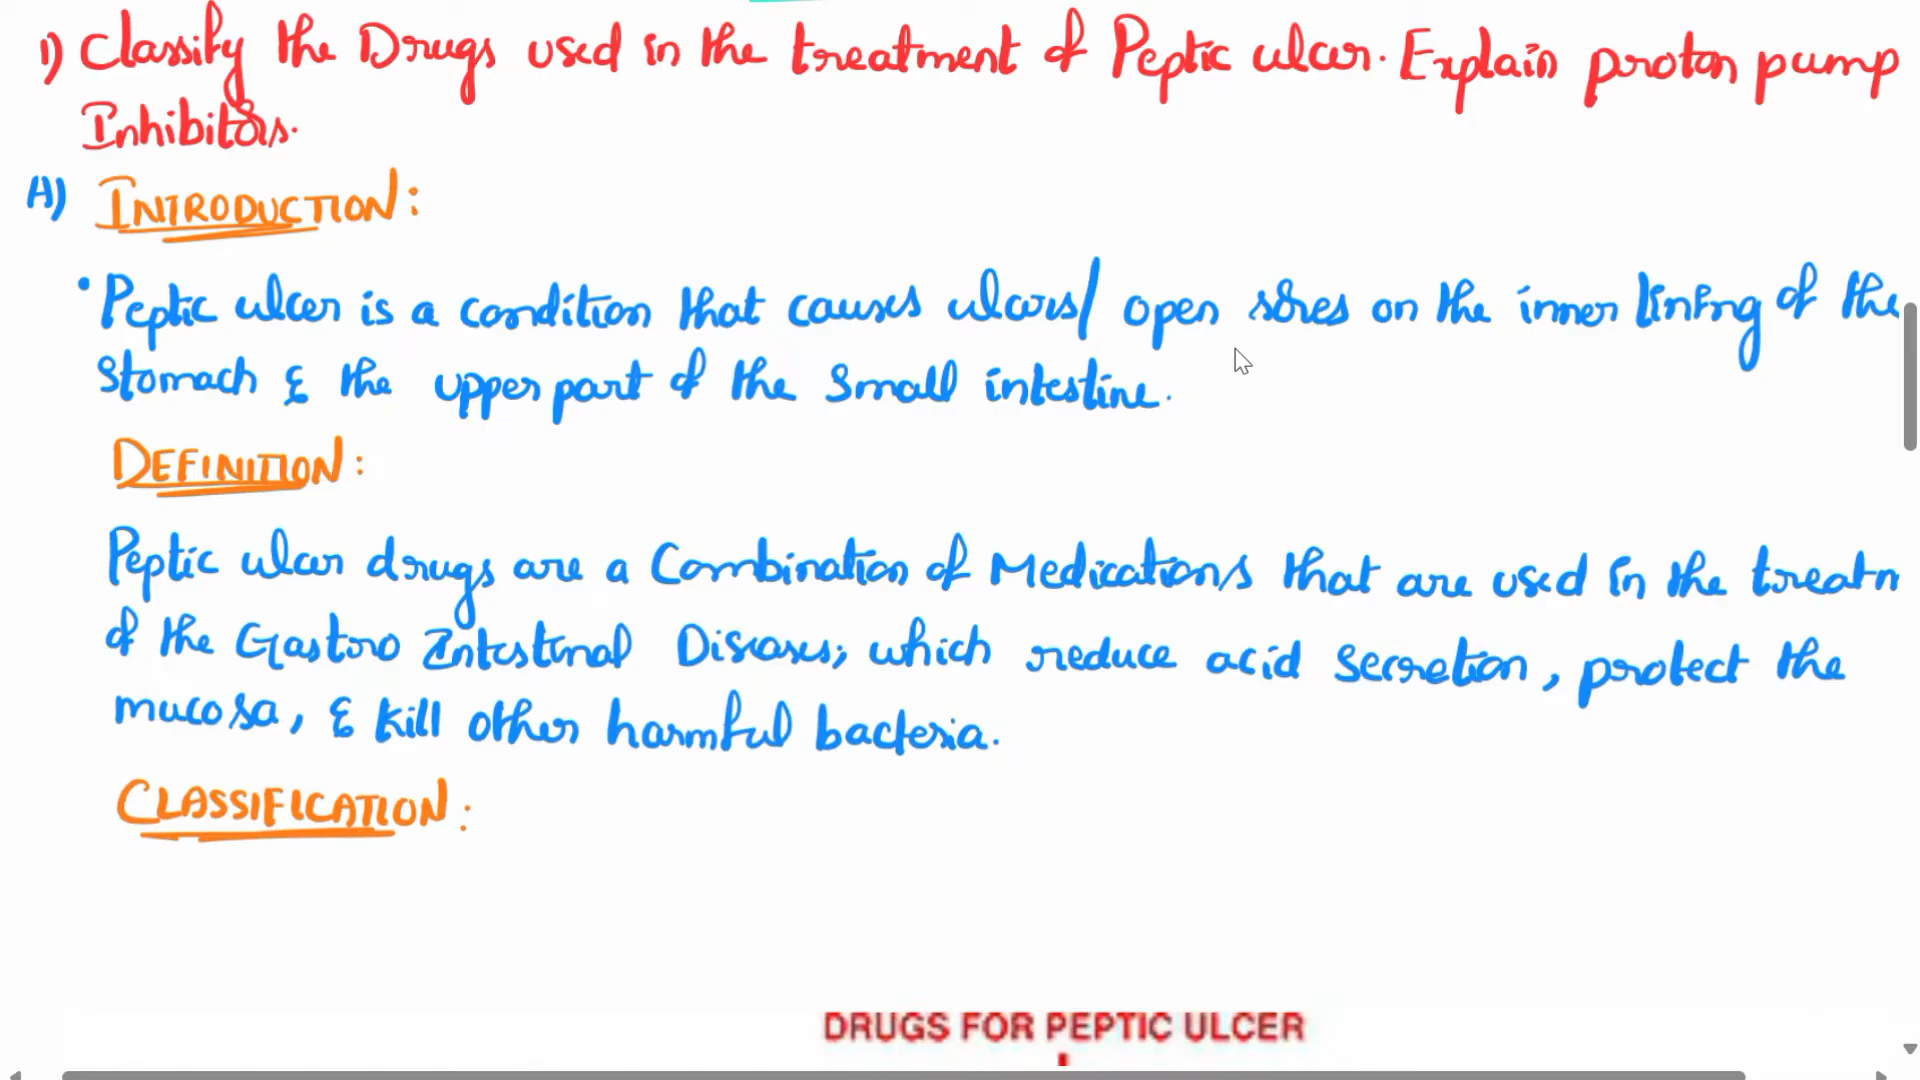 1) Classify the Drugs used in the treatment of Peptic ulcer. Explain proton pump
Inhibitors.
A) INTRODUCTION:
• Peptic ulcer is a condition that causes ulcers/ open sores on the inner lining of the
Stomach & the upper part of the Small intestine.
DEFINITION:
Peptic ulcer drugs are a Combination of Medications that are used in the treatm
of the Gastro Intestinal Diseases; which reduce acid secretion, protect the
mucosa, & kill other harmful bacteria.
CLASSIFICATION:
DRUGS FOR PEPTIC ULCER